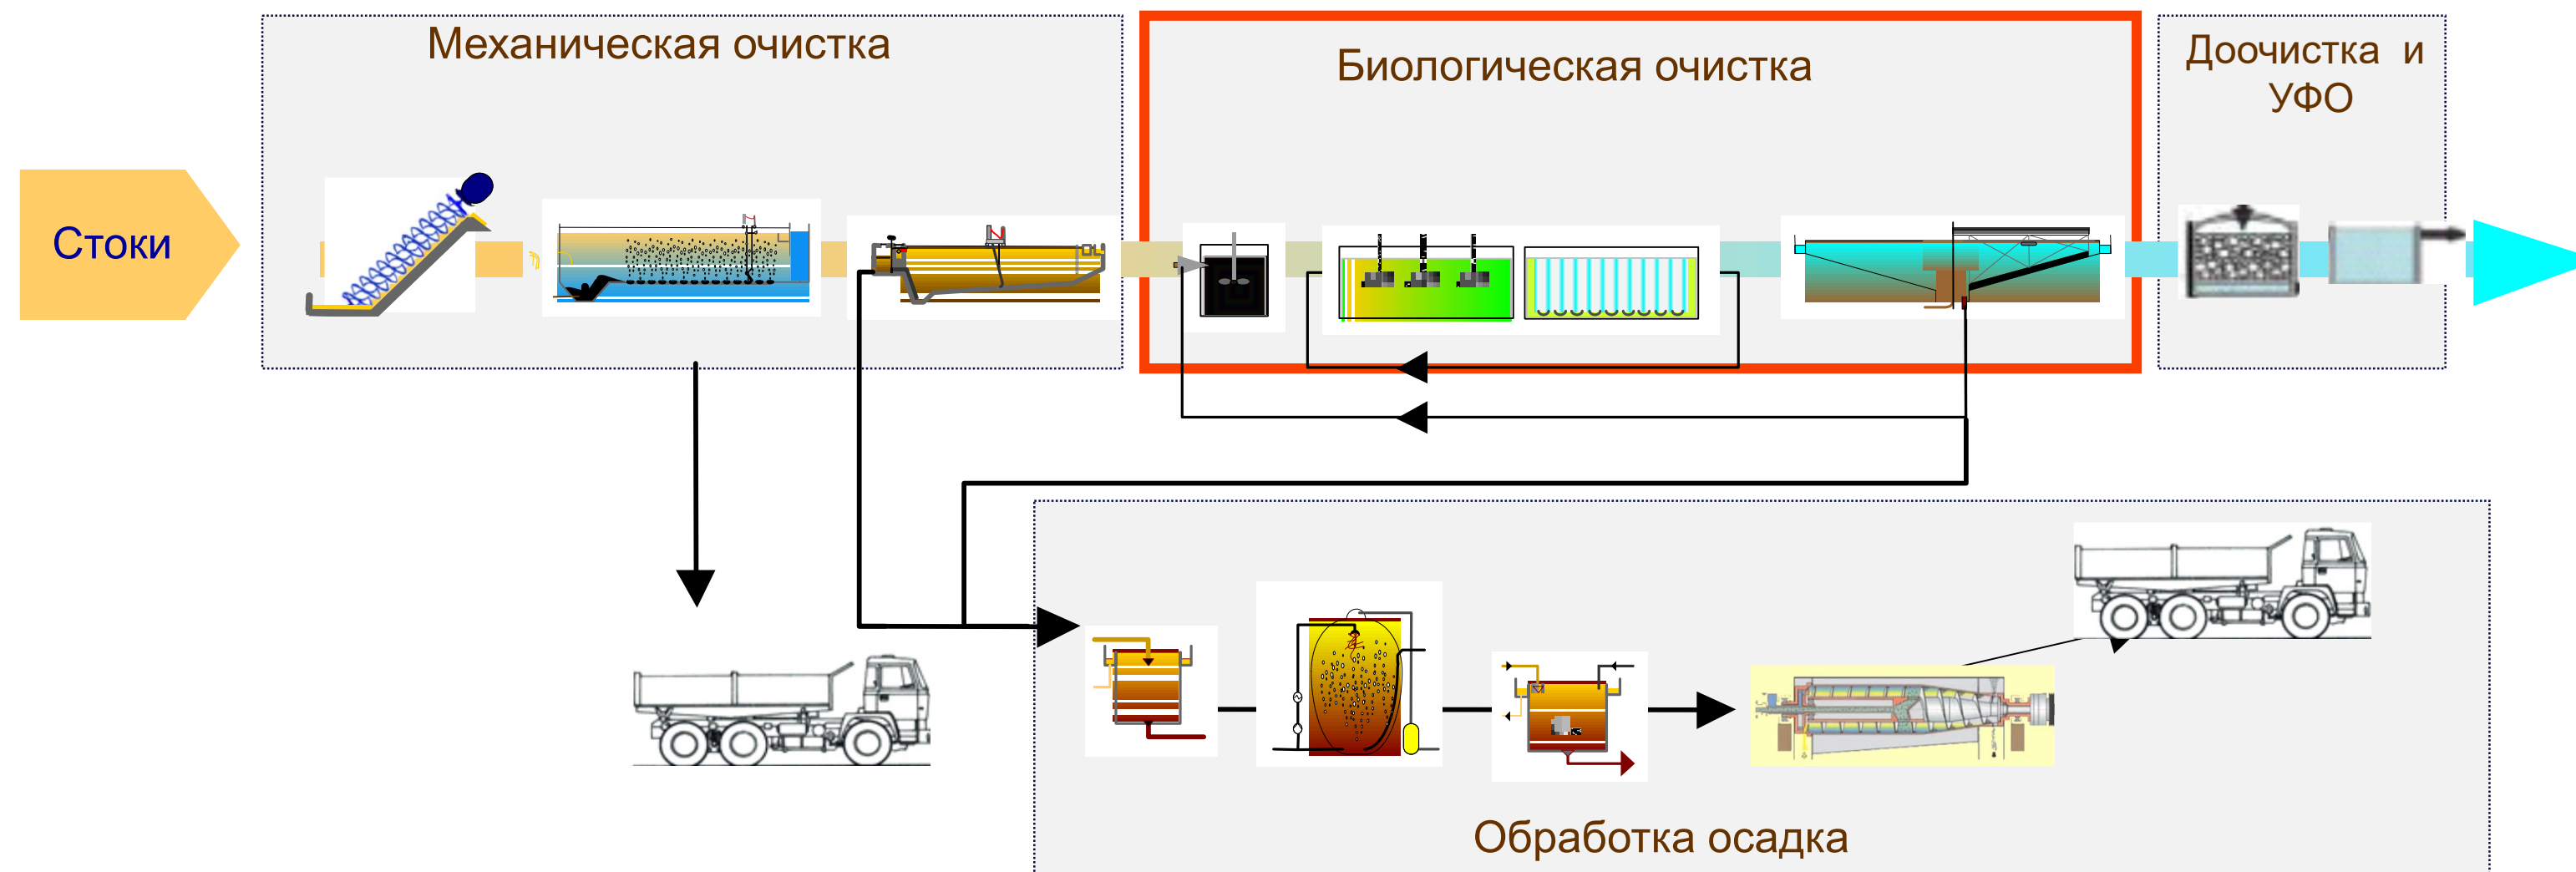 Механическая очистка
Биологическая очистка
Доочистка и
УФО
Стоки
Обработка осадка